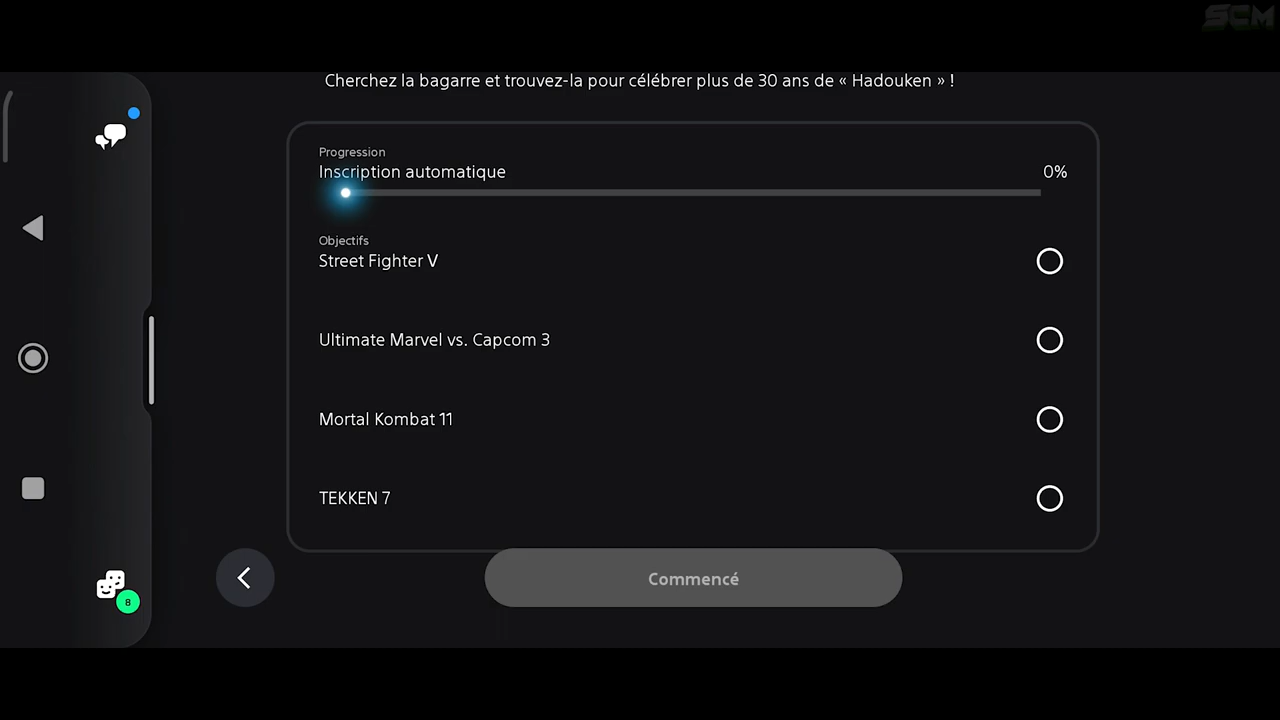 SCM
Cherchez la bagarre et trouvez-la pour célébrer plus de 30 ans de « Hadouken » !
Progression
Inscription automatique
0%
Objectifs
Street Fighter V
Ultimate Marvel vs. Capcom 3
Mortal Kombat 11
TEKKEN 7
Commencé
8